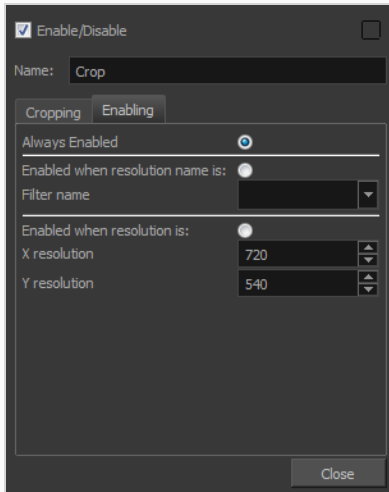 Enable/Disable
Name: Crop
Cropping Enabling
Always Enabled
Enabled when resolution name is:
Filter name
Enabled when resolution is:
X resolution 720
Y resolution 540
Close